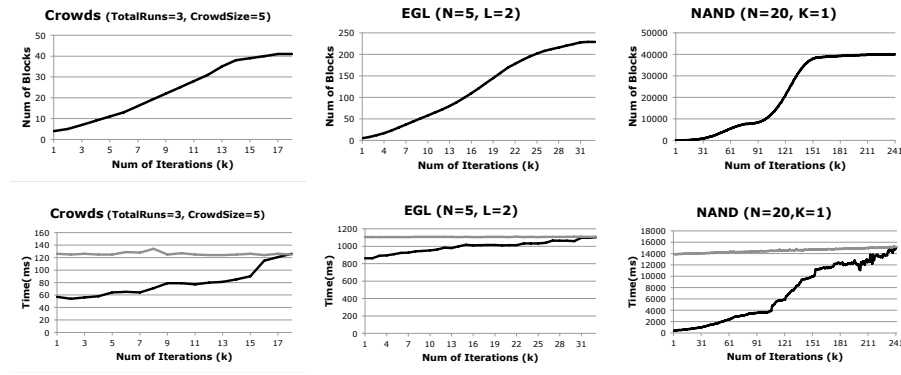 Crowds (TotalRuns=3, CrowdSize=5)
Num of Blocks
50
40
30
20
10
0
1 3 5 7 9 11 13 15 17
Num of Iterations (k)
EGL (N=5, L=2)
Num of Blocks
250
200
150
100
50
0
1 4 7 10 13 16 19 22 25 28 31
Num of Iterations (k)
NAND (N=20, K=1)
Num of Blocks
50000
40000
30000
20000
10000
0
1 31 61 91 121 151 181 211 241
Num of Iterations (k)
Crowds (TotalRuns=3, CrowdSize=5)
Time(ms)
160
140
120
100
80
60
40
20
0
1 3 5 7 9 11 13 15 17
Num of Iterations (k)
EGL (N=5, L=2)
Time(ms)
1200
1000
800
600
400
200
0
1 4 7 10 13 16 19 22 25 28 31
Num of Iterations (k)
NAND (N=20,K=1)
Time(ms)
18000
16000
14000
12000
10000
8000
6000
4000
2000
0
1 31 61 91 121 151 181 211 241
Num of Iterations (k)